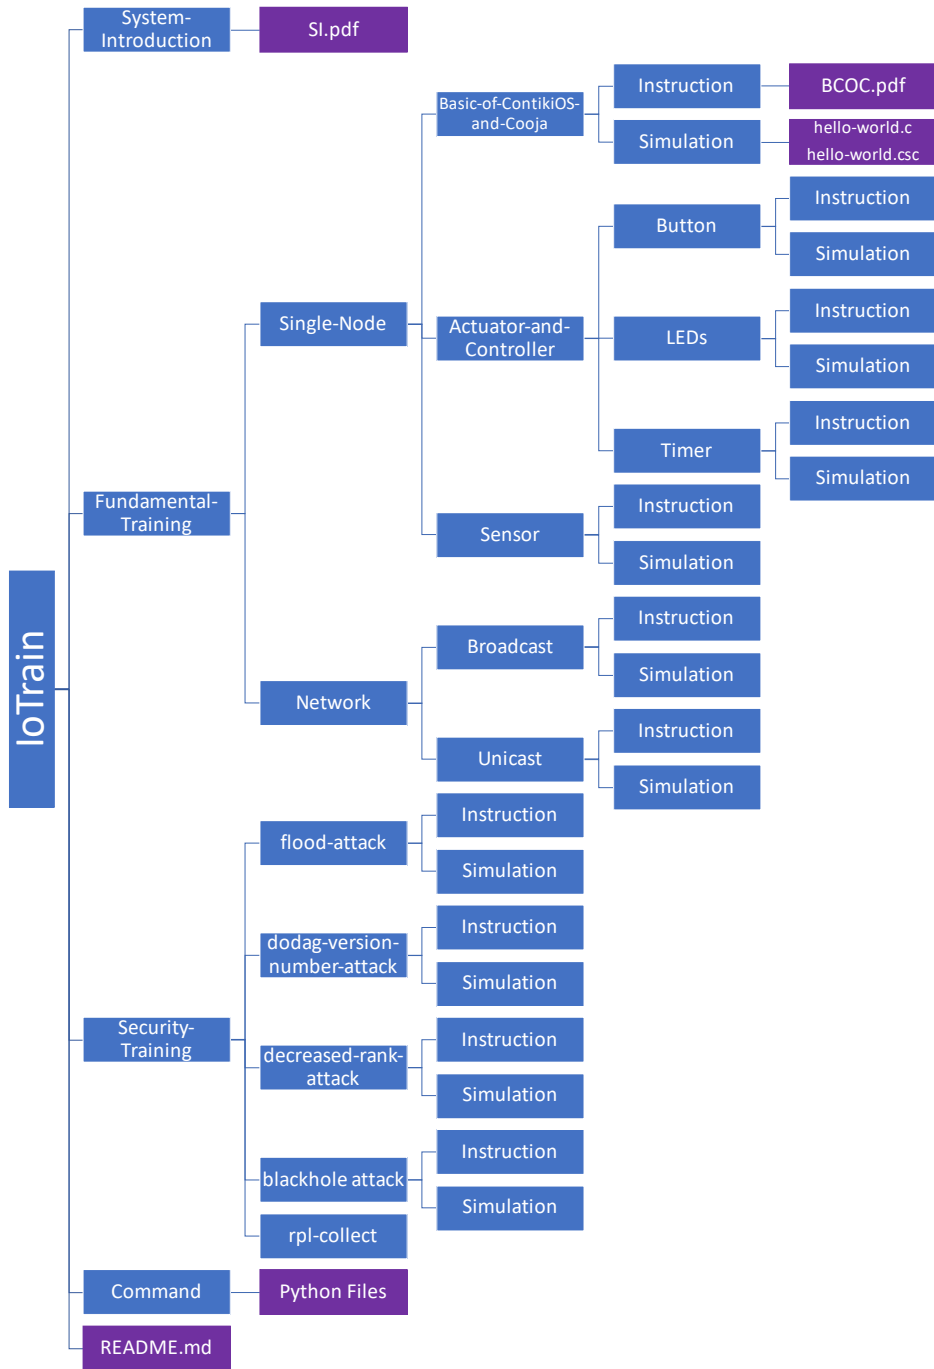 System-
Introduction
SI.pdf
Basic-of-ContikiOS-
and-Cooja
Instruction
BCOC.pdf
Simulation
hello-world.c
hello-world.csc
Single-Node
Actuator-and-
Controller
Button
Instruction
Simulation
LEDs
Instruction
Simulation
Timer
Instruction
Simulation
Fundamental-
Training
Sensor
Instruction
Simulation
IoTrain
Network
Broadcast
Instruction
Simulation
Unicast
Instruction
Simulation
Security-
Training
flood-attack
Instruction
Simulation
dodag-version-
number-attack
Instruction
Simulation
decreased-rank-
attack
Instruction
Simulation
blackhole attack
Instruction
Simulation
rpl-collect
Command
Python Files
README.md